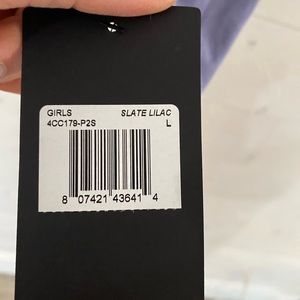 GIRLS SLATE LILAC
4CC179-P2S L
8 07421 43641 4